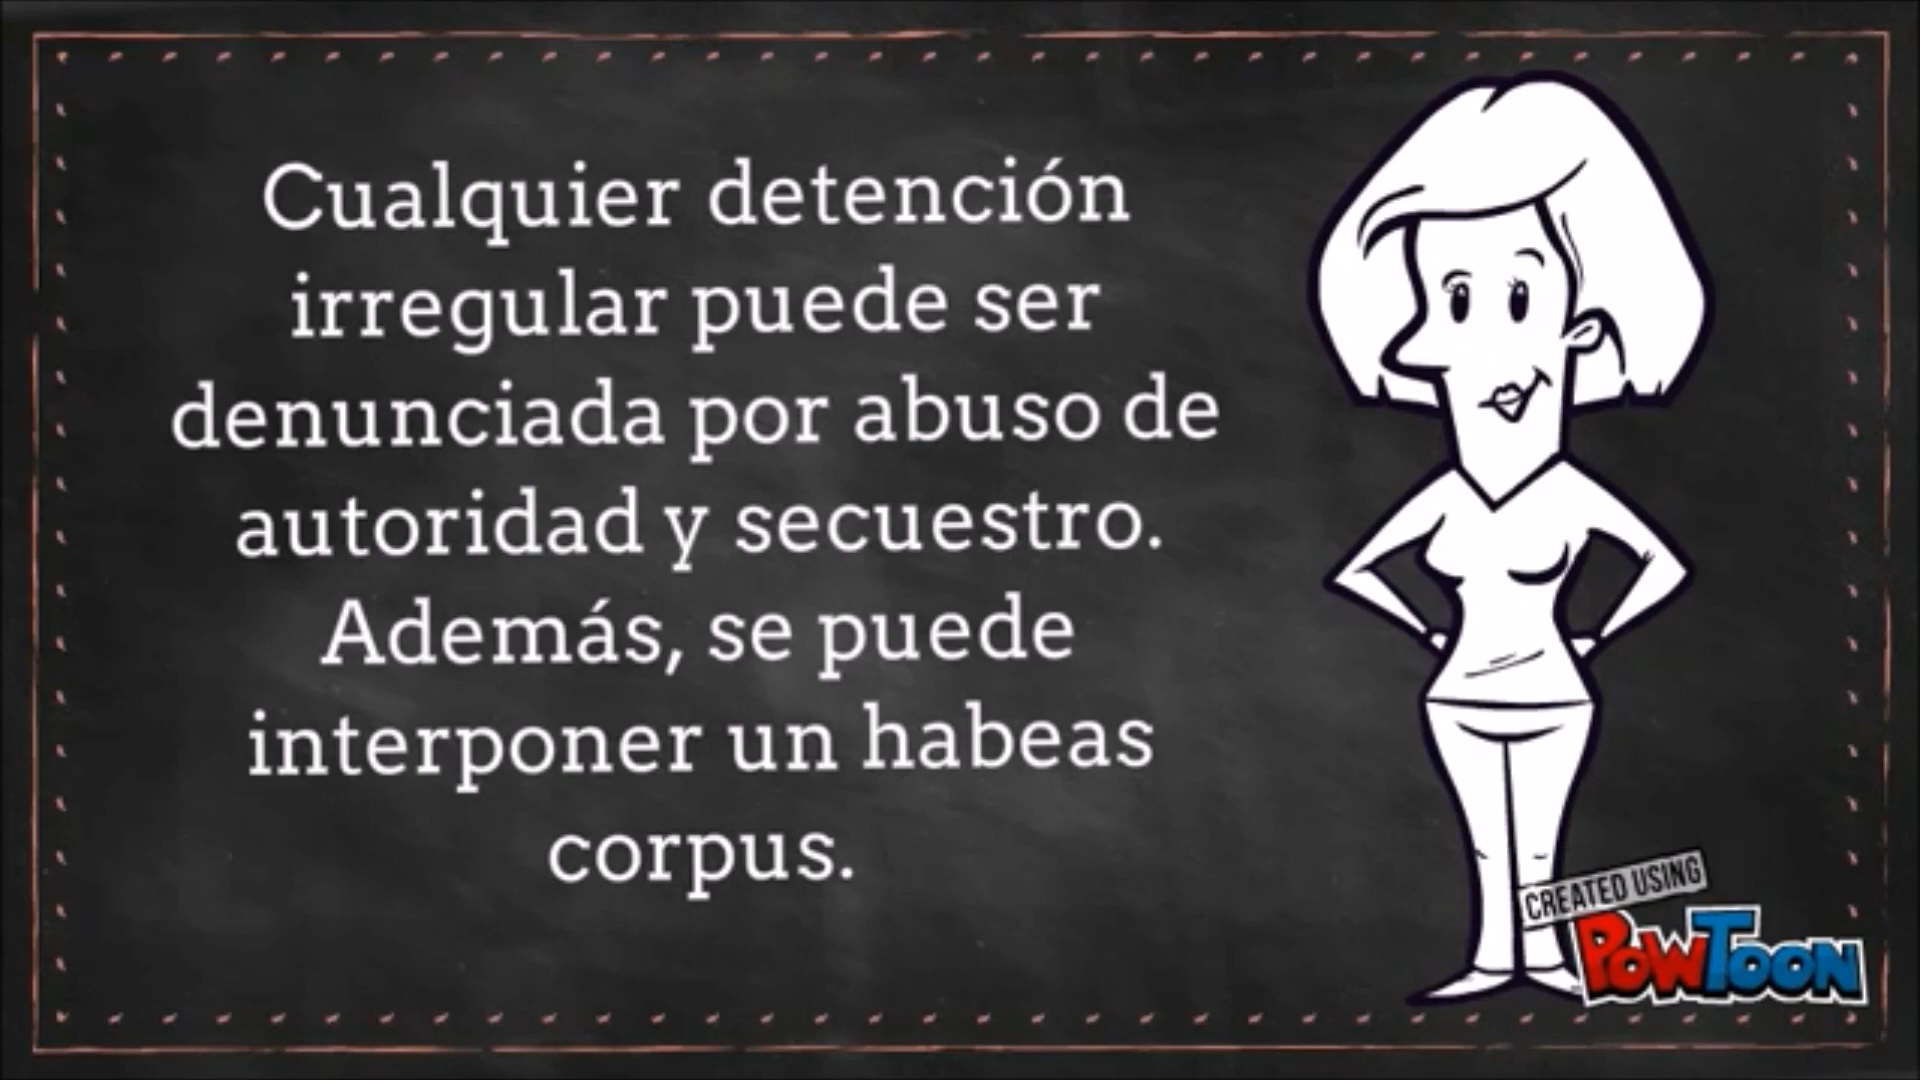 Cualquier detención
irregular puede ser
denunciada por abuso de
autoridad y secuestro.
Además, se puede
interponer un habeas
corpus.
CREATED USING
POWTOON